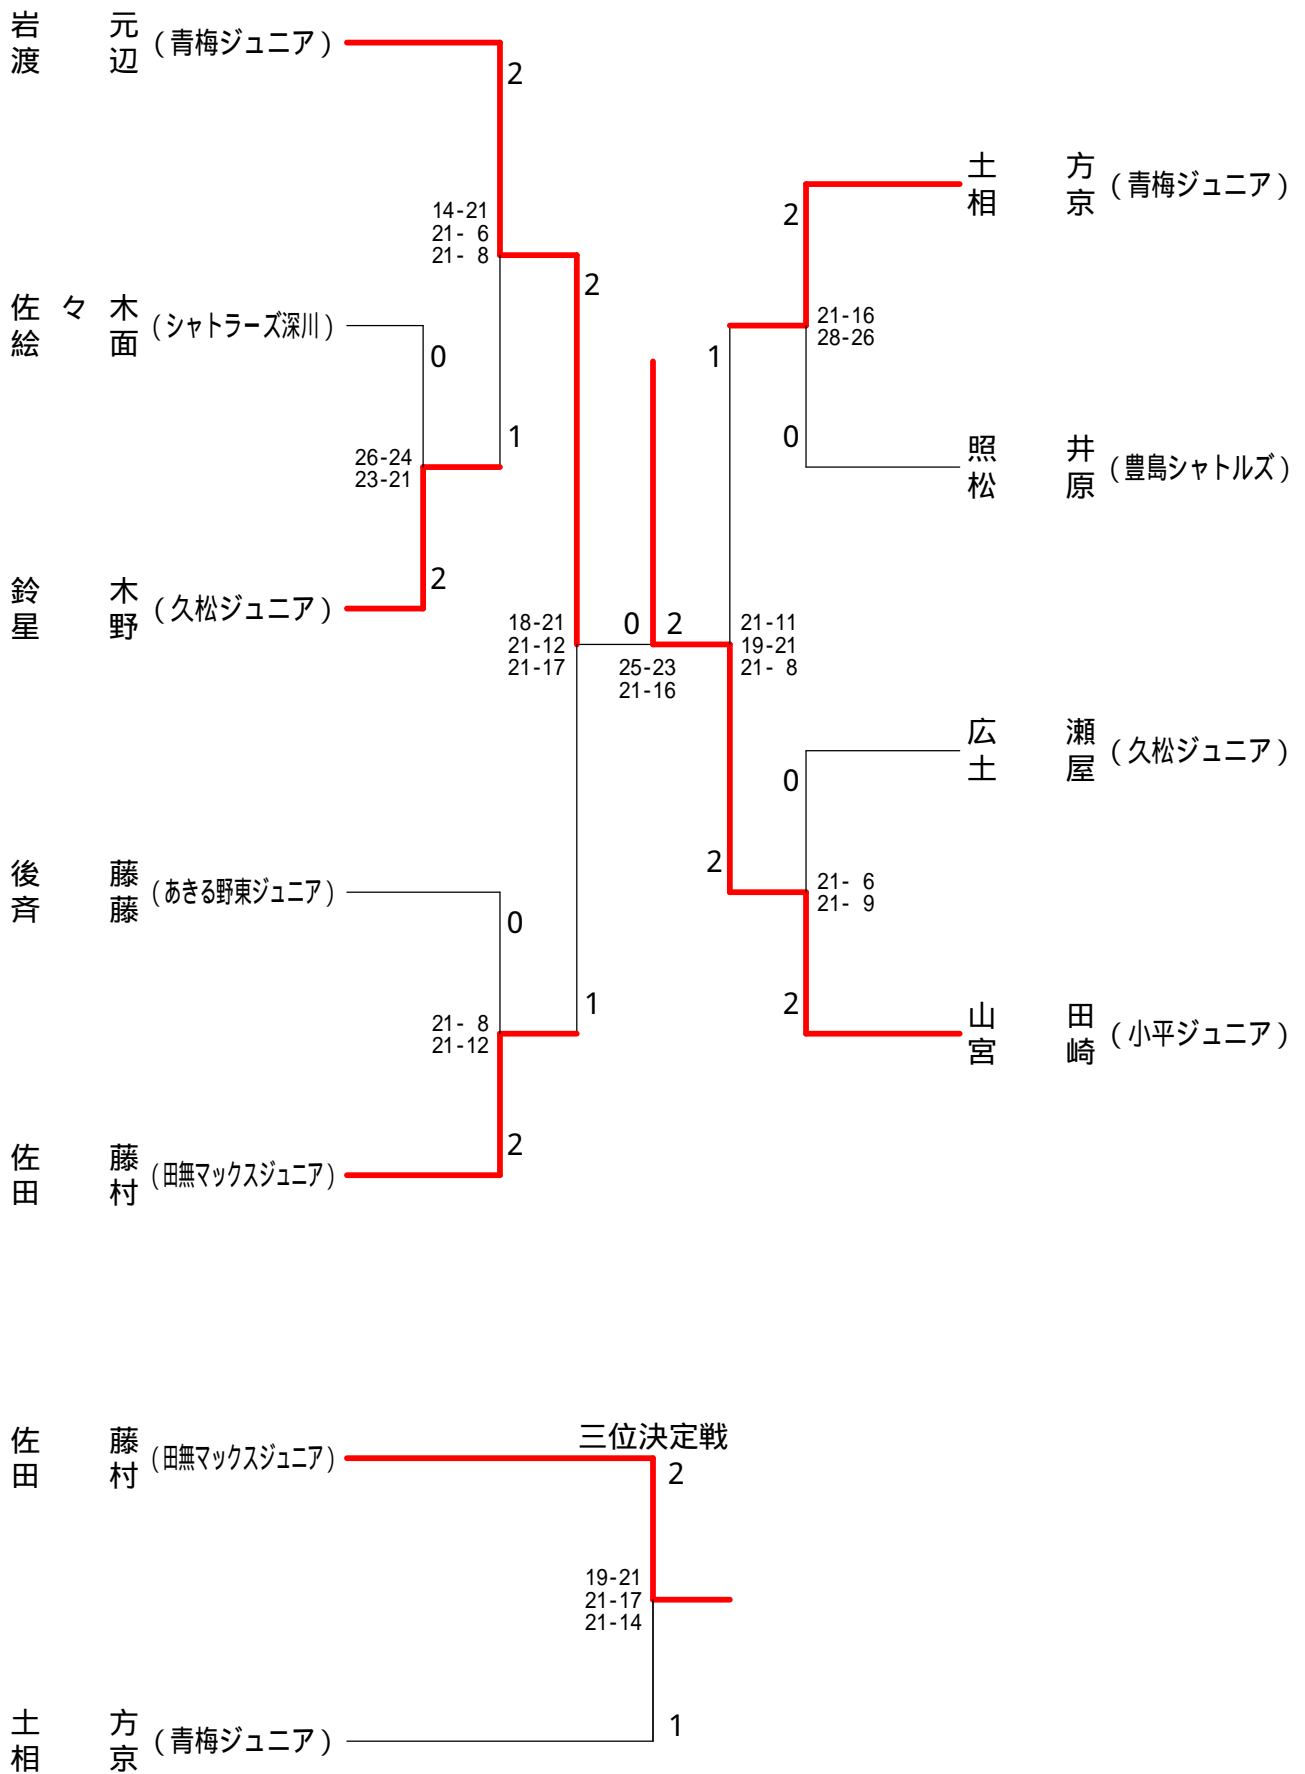 岩元 (青梅ジュニア)
渡辺
2
14-21
21- 6
21- 8
佐々木 (シャトラーズ深川)
絵面
0
1
26-24
23-21
鈴木 (久松ジュニア)
星野
2
2
18-21
21-12
21-17
後藤 (あきる野東ジュニア)
斉藤
0
1
21- 8
21-12
佐藤 (田無マックスジュニア)
田村
2
0 2
25-23
21-16
土方 (青梅ジュニア)
相京
2
21-16
28-26
1
0
照井 (豊島シャトルズ)
松原
21-11
19-21
21- 8
広瀬 (久松ジュニア)
土屋
0
2
21- 6
21- 9
2
山田 (小平ジュニア)
宮崎
三位決定戦
佐藤 (田無マックスジュニア)
田村
2
19-21
21-17
21-14
1
土方 (青梅ジュニア)
相京